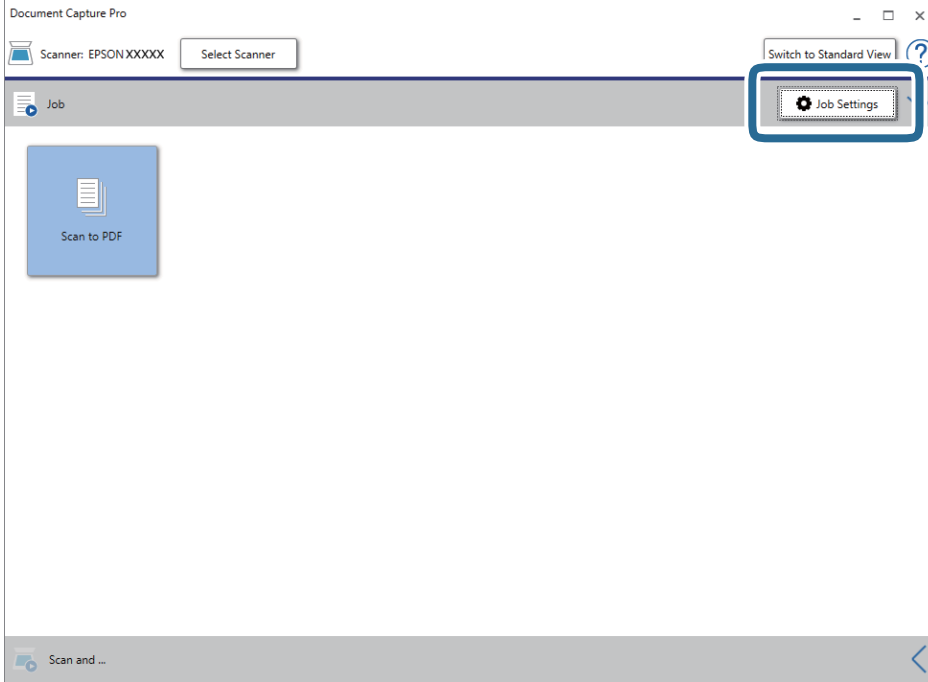 Document Capture Pro
Scanner: EPSON XXXXX Select Scanner Switch to Standard View ?
Job Job Settings
Scan to PDF
Scan and ...